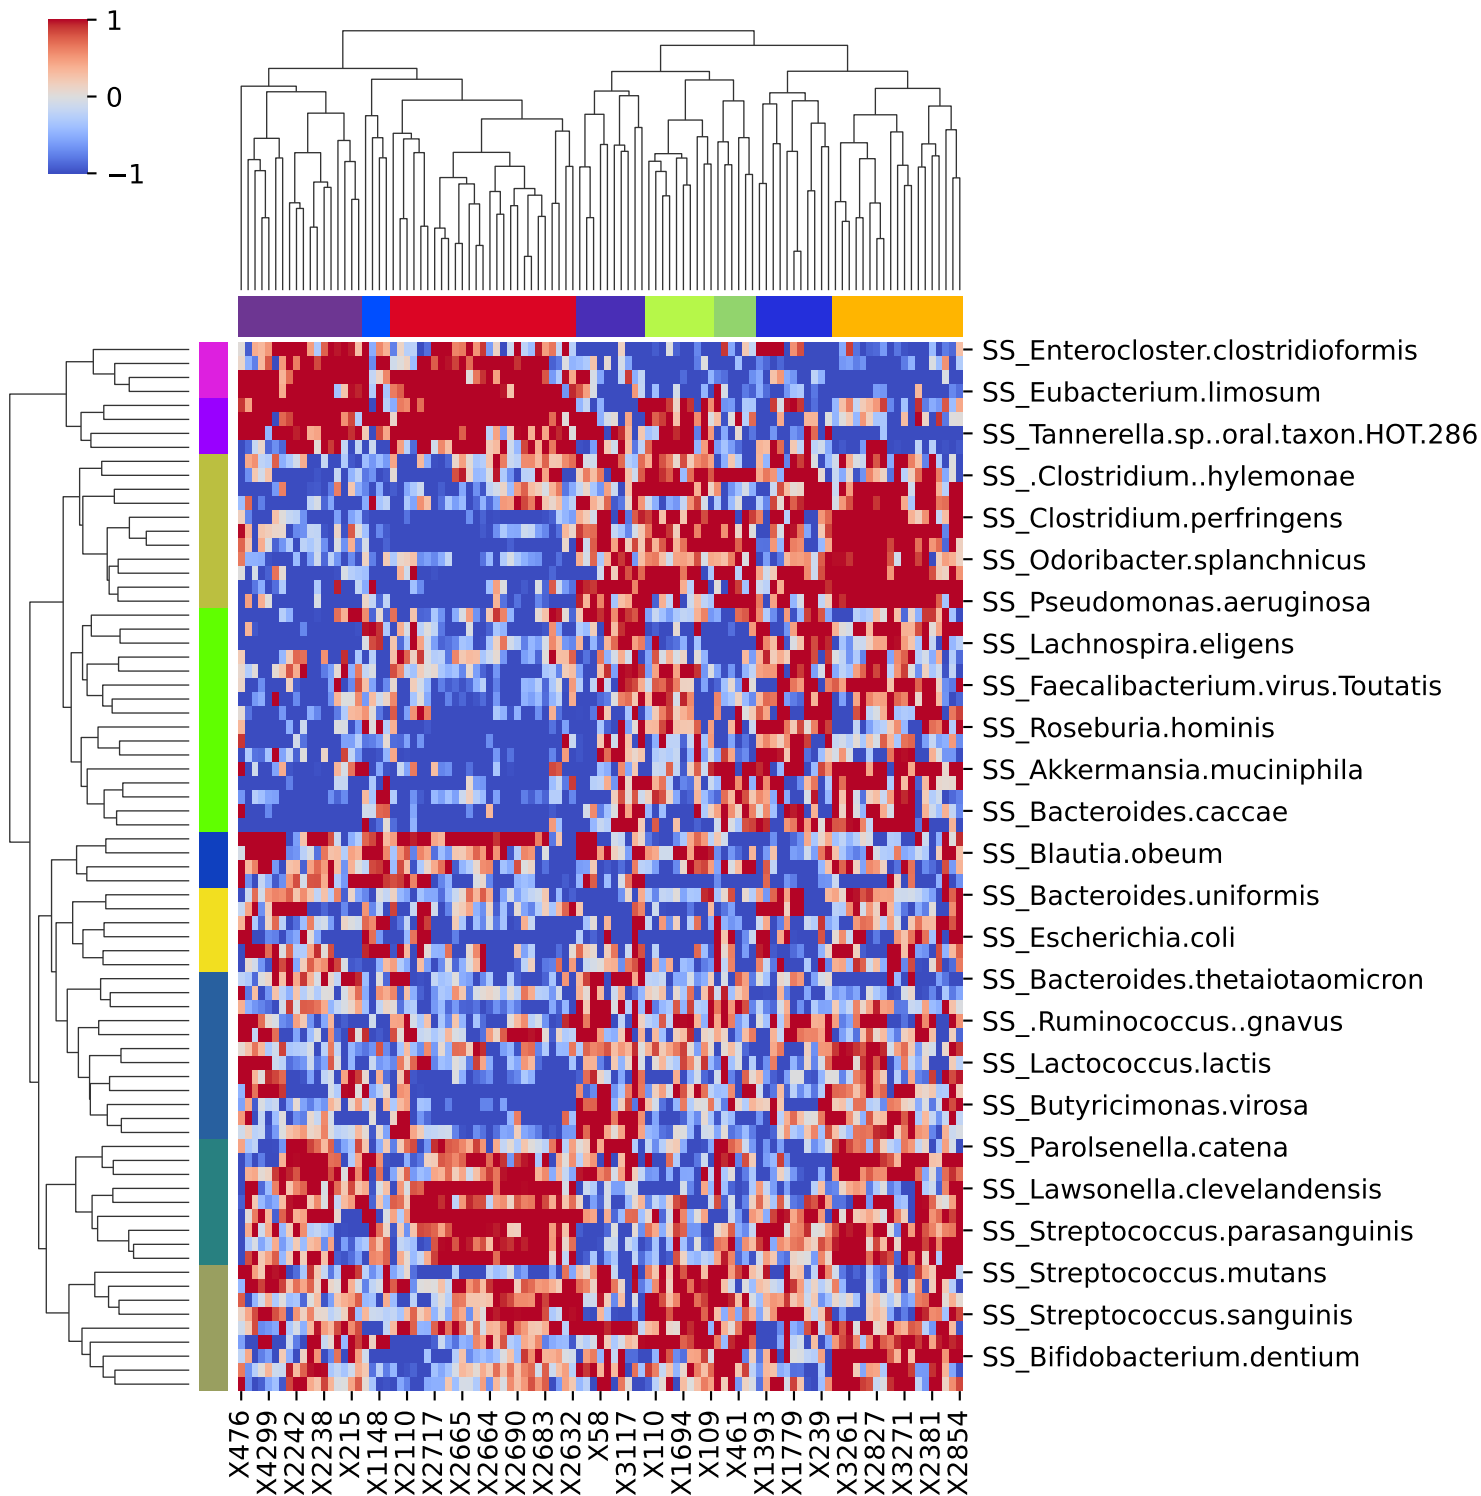 1
0
−1
SS_Enterocloster.clostridioformis
SS_Eubacterium.limosum
SS_Tannerella.sp..oral.taxon.HOT.286
SS_.Clostridium..hylemonae
SS_Clostridium.perfringens
SS_Odoribacter.splanchnicus
SS_Pseudomonas.aeruginosa
SS_Lachnospira.eligens
SS_Faecalibacterium.virus.Toutatis
SS_Roseburia.hominis
SS_Akkermansia.muciniphila
SS_Bacteroides.caccae
SS_Blautia.obeum
SS_Bacteroides.uniformis
SS_Escherichia.coli
SS_Bacteroides.thetaiotaomicron
SS_.Ruminococcus..gnavus
SS_Lactococcus.lactis
SS_Butyricimonas.virosa
SS_Parolsenella.catena
SS_Lawsonella.clevelandensis
SS_Streptococcus.parasanguinis
SS_Streptococcus.mutans
SS_Streptococcus.sanguinis
SS_Bifidobacterium.dentium
X476
X4299
X2242
X2238
X215
X1148
X2110
X2717
X2665
X2664
X2690
X2683
X2632
X58
X3117
X110
X1694
X109
X461
X1393
X1779
X239
X3261
X2827
X3271
X2381
X2854